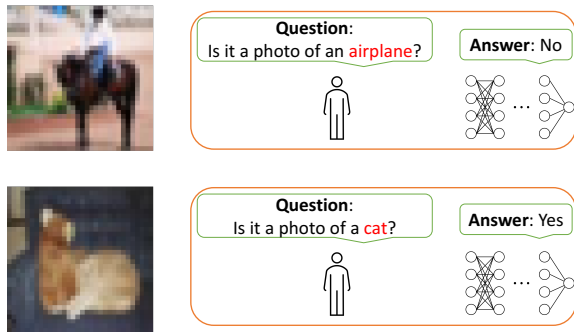 Question:
Is it a photo of an airplane?
Answer: No
...
Question:
Is it a photo of a cat?
Answer: Yes
...